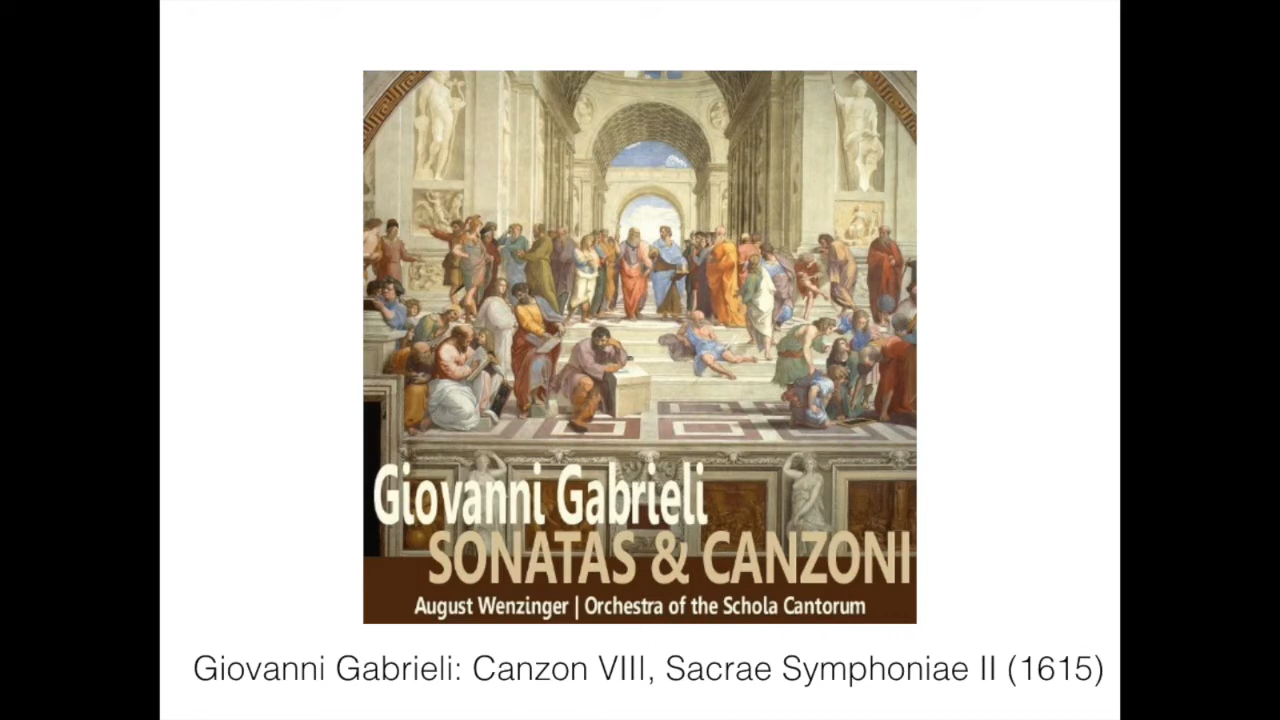 Giovanni Gabrieli
SONATAS & CANZONI
August Wenzinger | Orchestra of the Schola Cantorum
Giovanni Gabrieli: Canzon VIII, Sacrae Symphoniae II (1615)